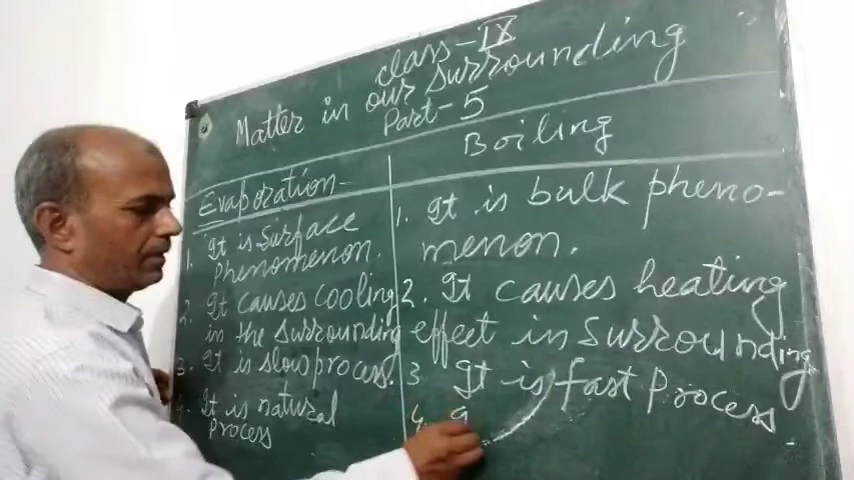 class-IX
Matter in our Surrounding
Part-5
Evaporation-
1. It is Surface
Phenomenon.
2. It causes Cooling
in the surrounding
3. It is slow process.
4. It is natural
Process
Boiling
1. It is bulk pheno-
menon.
2. It causes heating
effect in Surrounding
3 It is fast Process
4.